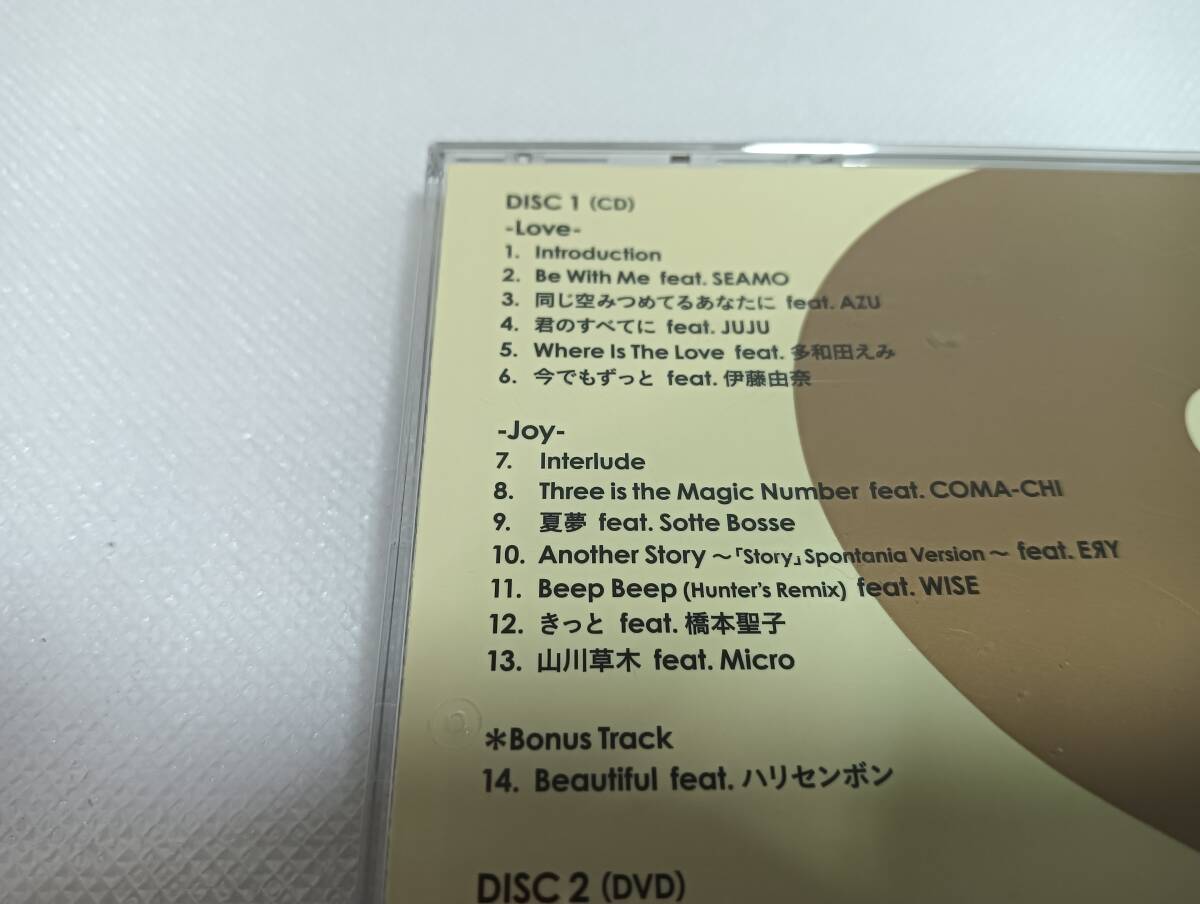 DISC 1 (CD)
-Love-
1. Introduction
2. Be With Me feat. SEAMO
3. 同じ空みつめてるあなたに feat. AZU
4. 君のすべてに feat. JUJU
5. Where Is The Love feat. 多和田えみ
6. 今でもずっと feat. 伊藤由奈
-Joy-
7. Interlude
8. Three is the Magic Number feat. COMA-CHI
9. 夏夢 feat. Sotte Bosse
10. Another Story ～「Story」Spontania Version～ feat. EЯY
11. Beep Beep (Hunter's Remix) feat. WISE
12. きっと feat. 橋本聖子
13. 山川草木 feat. Micro
＊Bonus Track
14. Beautiful feat. ハリセンボン
DISC 2 (DVD)